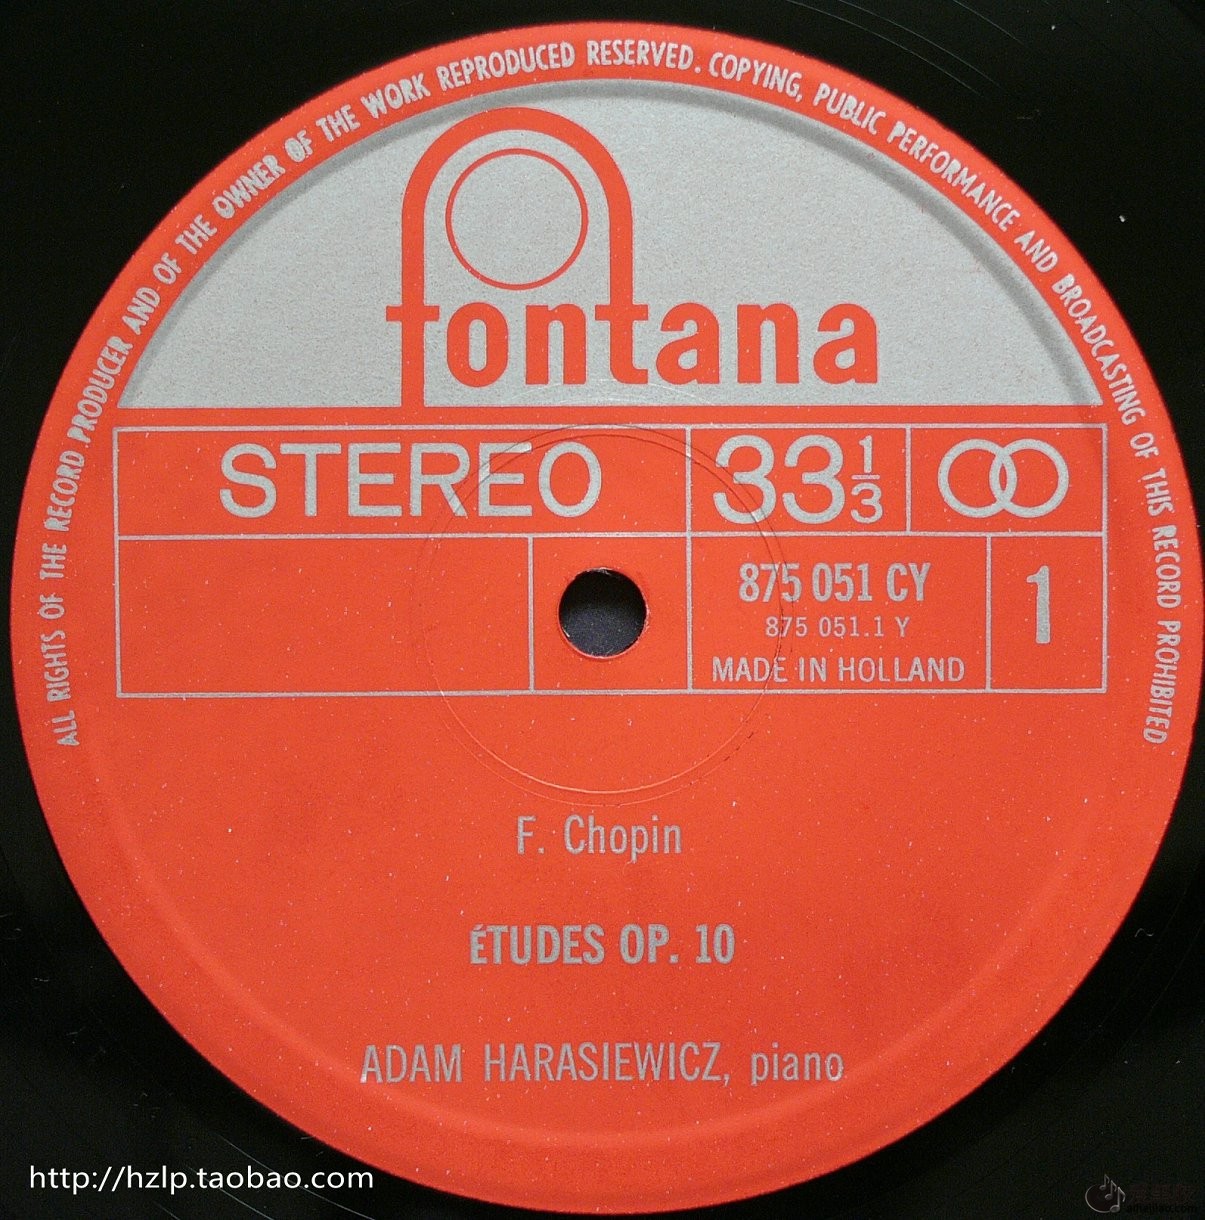 ALL RIGHTS OF THE RECORD PRODUCER AND OF THE OWNER OF THE WORK REPRODUCED RESERVED. COPYING, PUBLIC PERFORMANCE AND BROADCASTING OF THIS RECORD PROHIBITED
fontana
STEREO 33 1/3
875 051 CY 1
875 051.1 Y
MADE IN HOLLAND
F. Chopin
ÉTUDES OP. 10
ADAM HARASIEWICZ, piano
http://hzlp.taobao.com